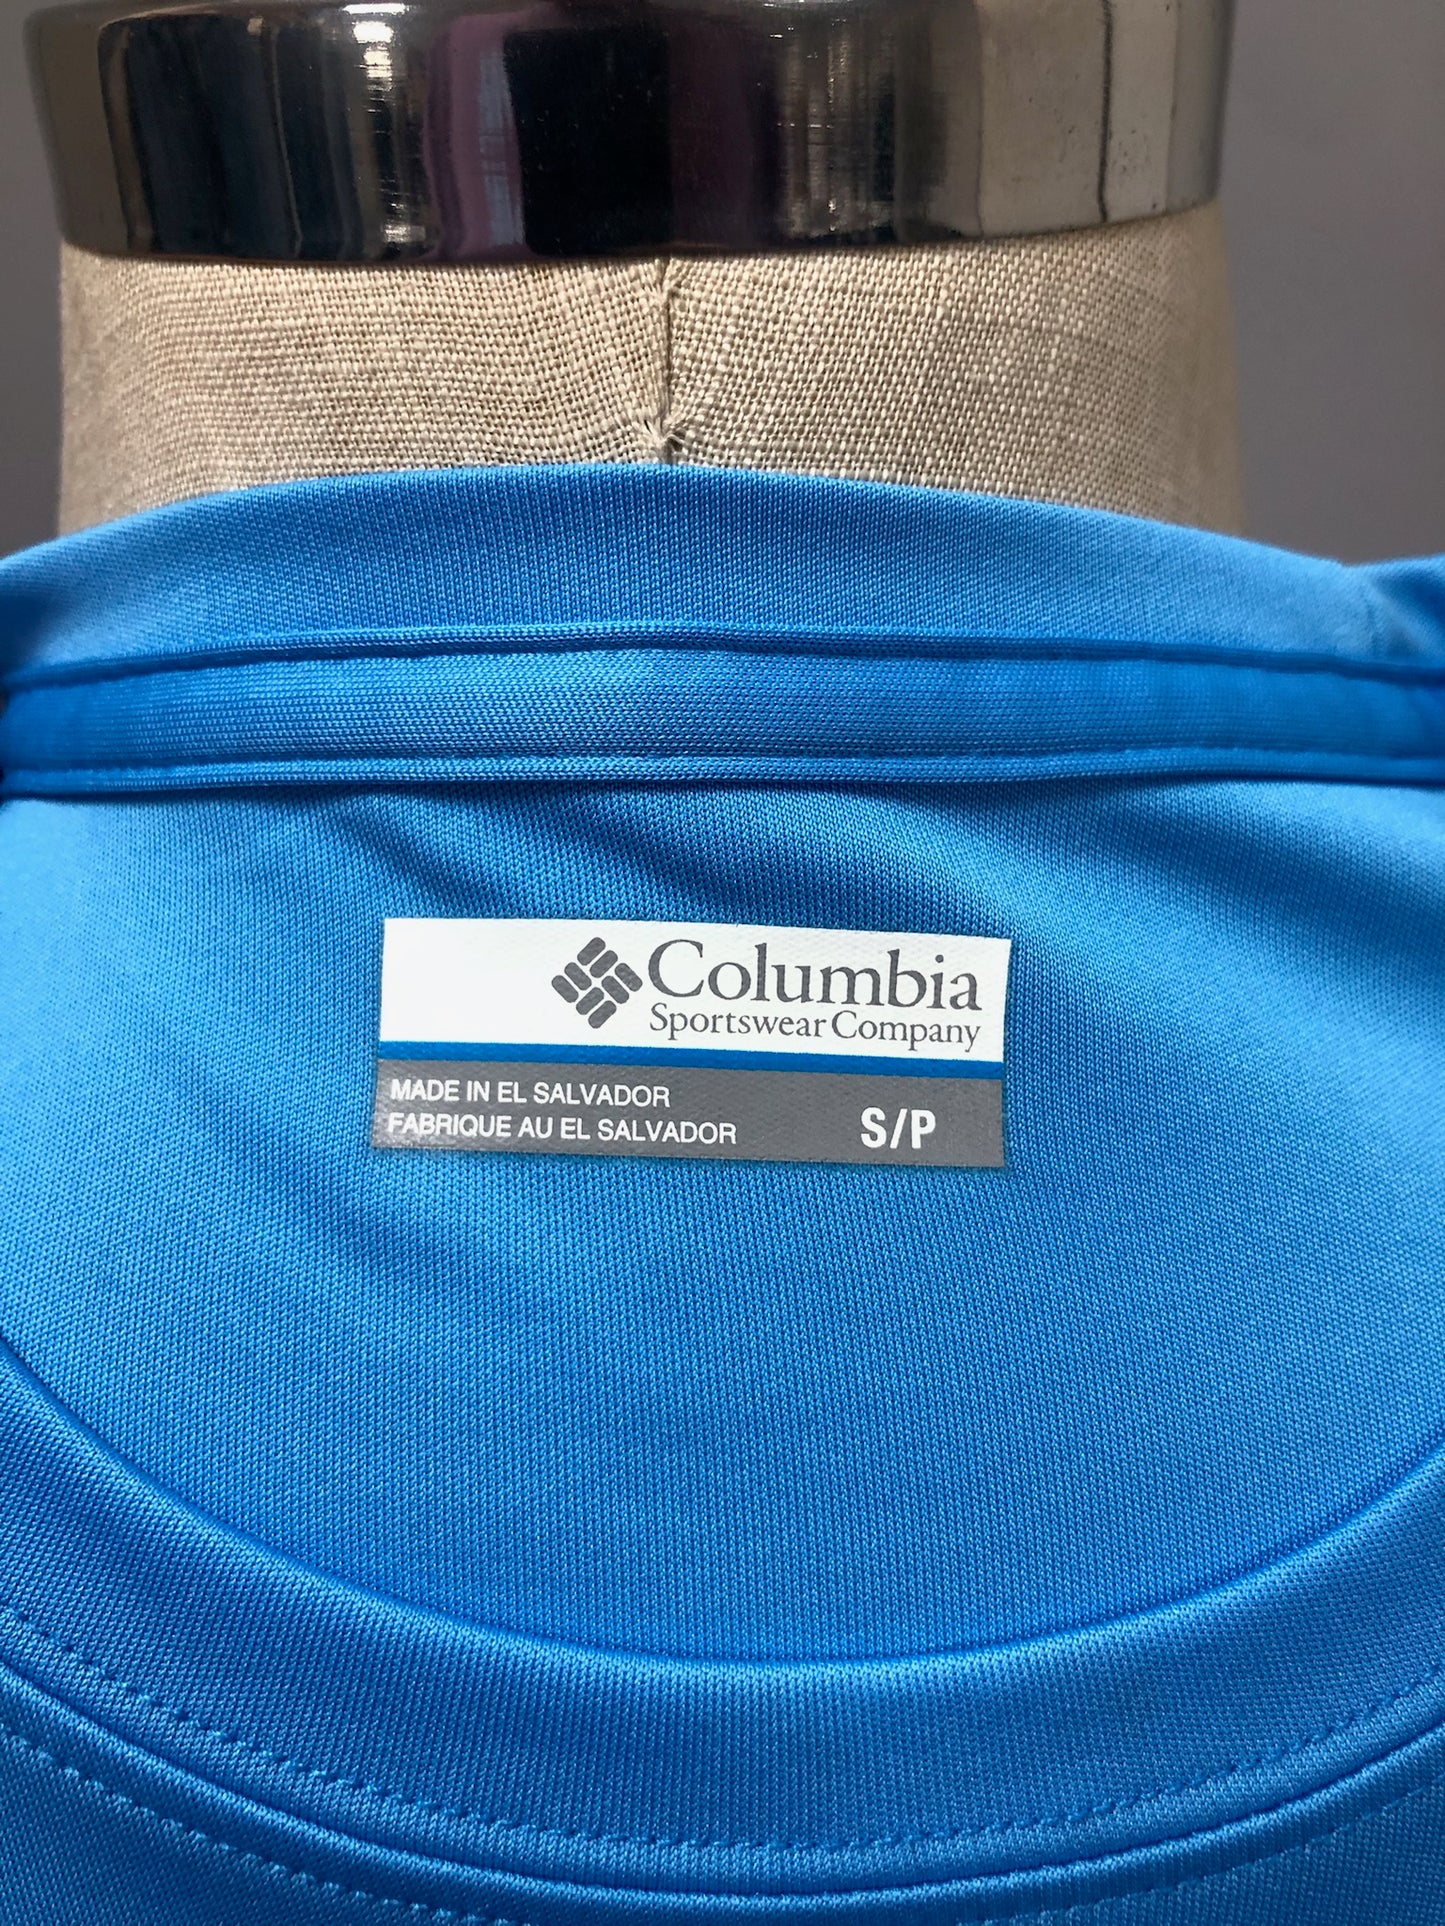 Columbia
Sportswear Company
MADE IN EL SALVADOR
FABRIQUE AU EL SALVADOR
S/P